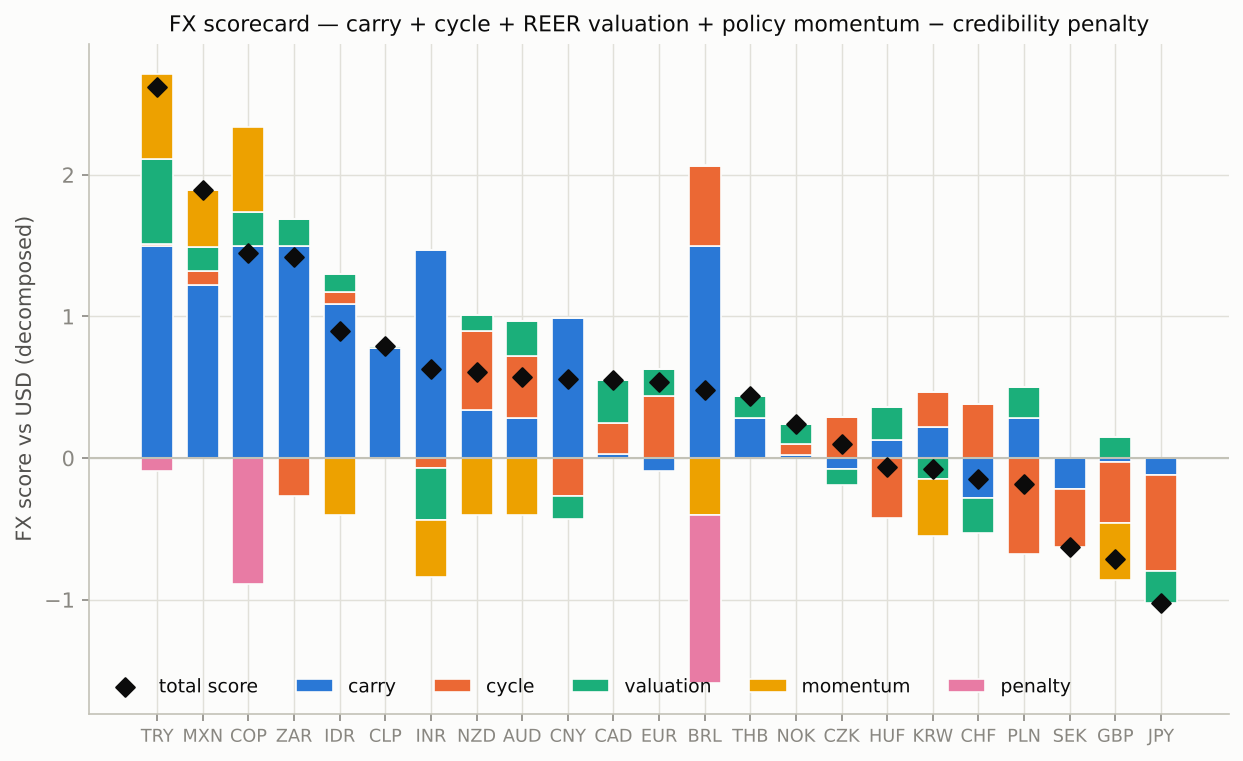 FX scorecard — carry + cycle + REER valuation + policy momentum − credibility penalty
FX score vs USD (decomposed)
2
1
0
−1
total score carry cycle valuation momentum penalty
TRY MXN COP ZAR IDR CLP INR NZD AUD CNY CAD EUR BRL THB NOK CZK HUF KRW CHF PLN SEK GBP JPY